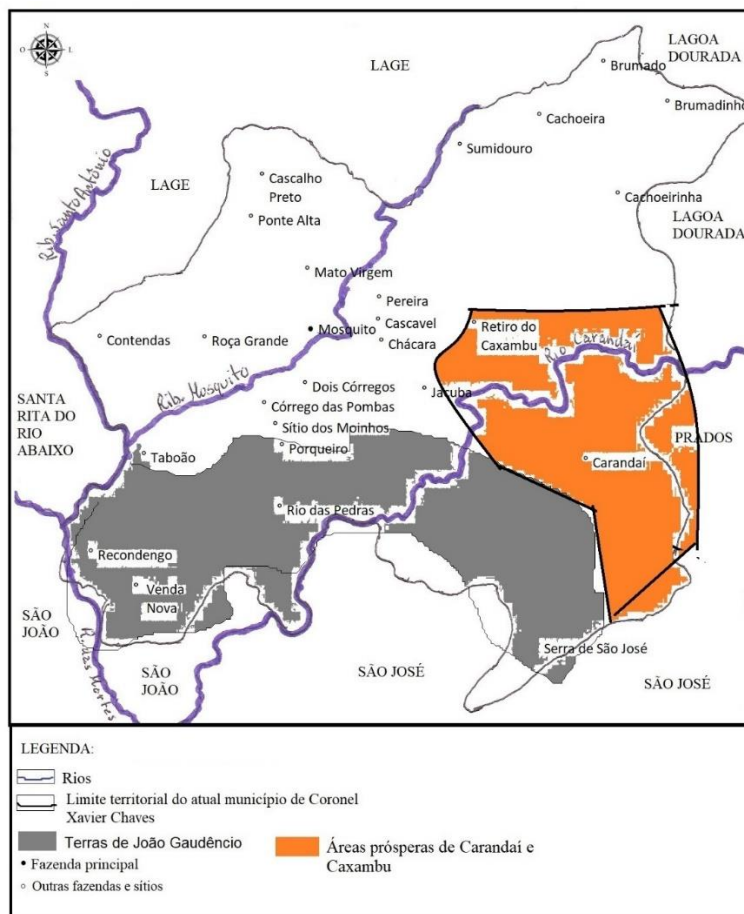 N
O
L
S
LAGE
LAGOA
DOURADA
Brumado
Brumadinho
Cachoeira
Sumidouro
LAGE
Rib. Santo Antônio
Cascalho
Preto
Ponte Alta
Cachoeirinha
LAGOA
DOURADA
Mato Virgem
Pereira
Cascavel
Chácara
Mosquito
Contendas
Roça Grande
Retiro do
Caxambu
Rio Carandaí
Rib. Mosquito
Dois Córregos
Jacuba
Córrego das Pombas
Sítio dos Moinhos
Porqueiro
SANTA
RITA DO
RIO
ABAIXO
Taboão
PRADOS
Carandaí
Rio das Pedras
Recondengo
Venda
Nova
SÃO
JOÃO
SÃO
JOÃO
R. das Mortes
Serra de São José
SÃO JOSÉ
SÃO JOSÉ
LEGENDA:
Rios
Limite territorial do atual município de Coronel
Xavier Chaves
Terras de João Gaudêncio
Áreas prósperas de Carandaí e
Caxambu
Fazenda principal
Outras fazendas e sítios